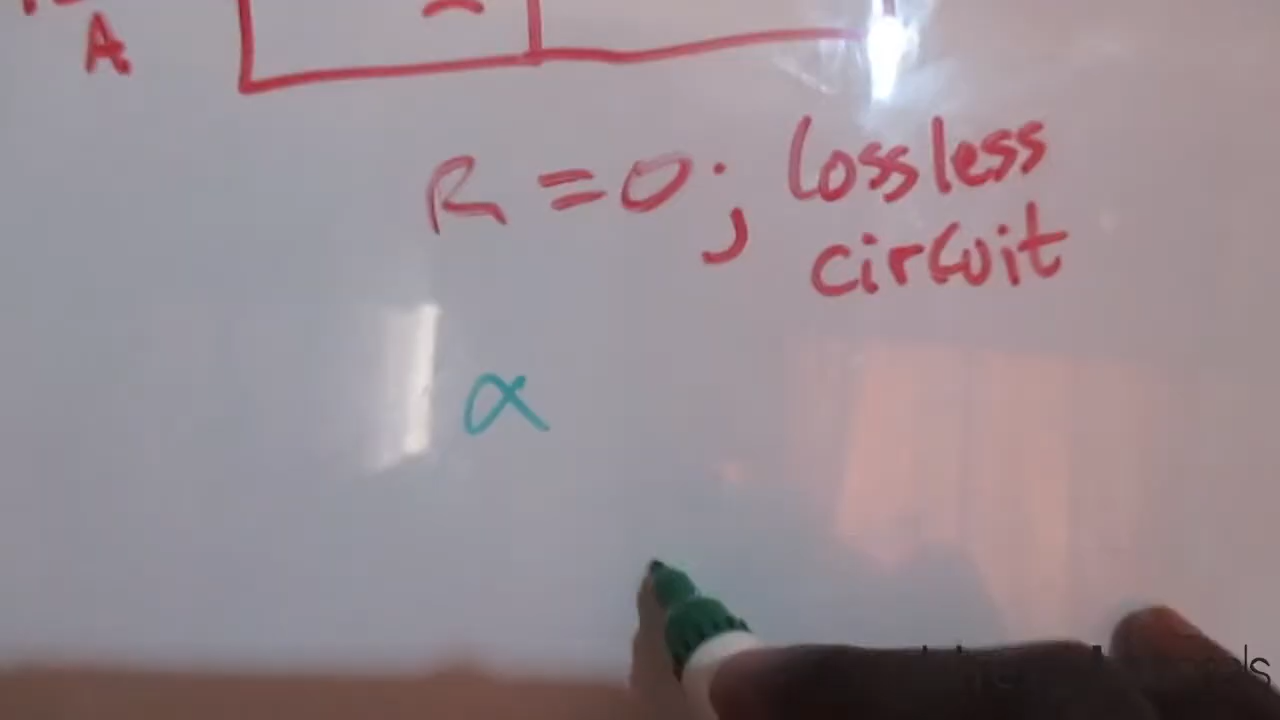 A
R = 0; lossless
circuit
α